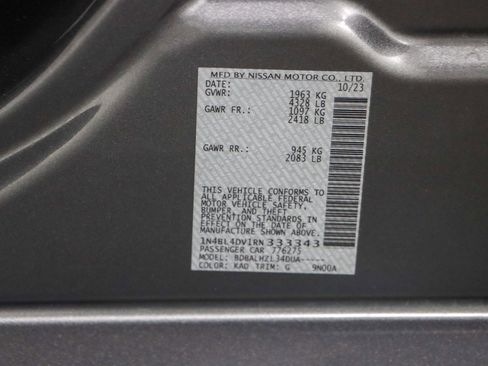 MFD BY NISSAN MOTOR CO., LTD.
DATE: 10/23
GVWR: 1963 KG
4328 LB
GAWR FR.: 1097 KG
2418 LB
GAWR RR.: 945 KG
2083 LB
THIS VEHICLE CONFORMS TO
ALL APPLICABLE FEDERAL
MOTOR VEHICLE SAFETY,
BUMPER, AND THEFT
PREVENTION STANDARDS IN
EFFECT ON THE DATE OF
MANUFACTURE SHOWN ABOVE.
1N4BL4DV1RN333343
PASSENGER CAR 776275
MODEL: BDBALHZL34DUA-----
COLOR: KAD TRIM: G 9N00A